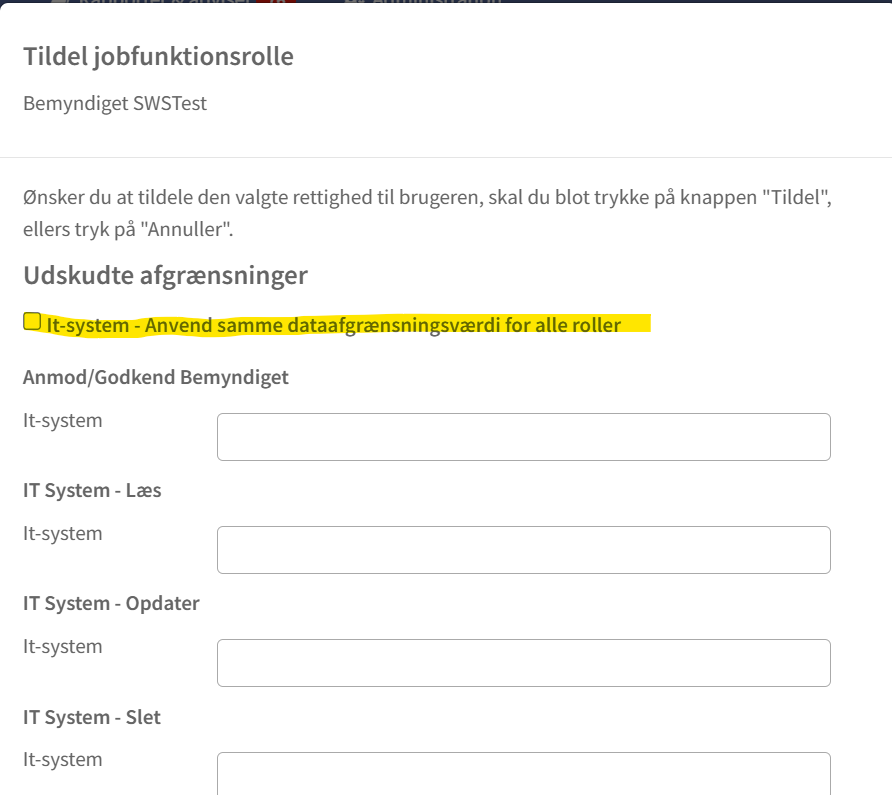 Tildel jobfunktionsrolle
Bemyndiget SWSTest
Ønsker du at tildele den valgte rettighed til brugeren, skal du blot trykke på knappen "Tildel",
ellers tryk på "Annuller".
Udskudte afgrænsninger
It-system - Anvend samme dataafgrænsningsværdi for alle roller
Anmod/Godkend Bemyndiget
It-system
IT System - Læs
It-system
IT System - Opdater
It-system
IT System - Slet
It-system